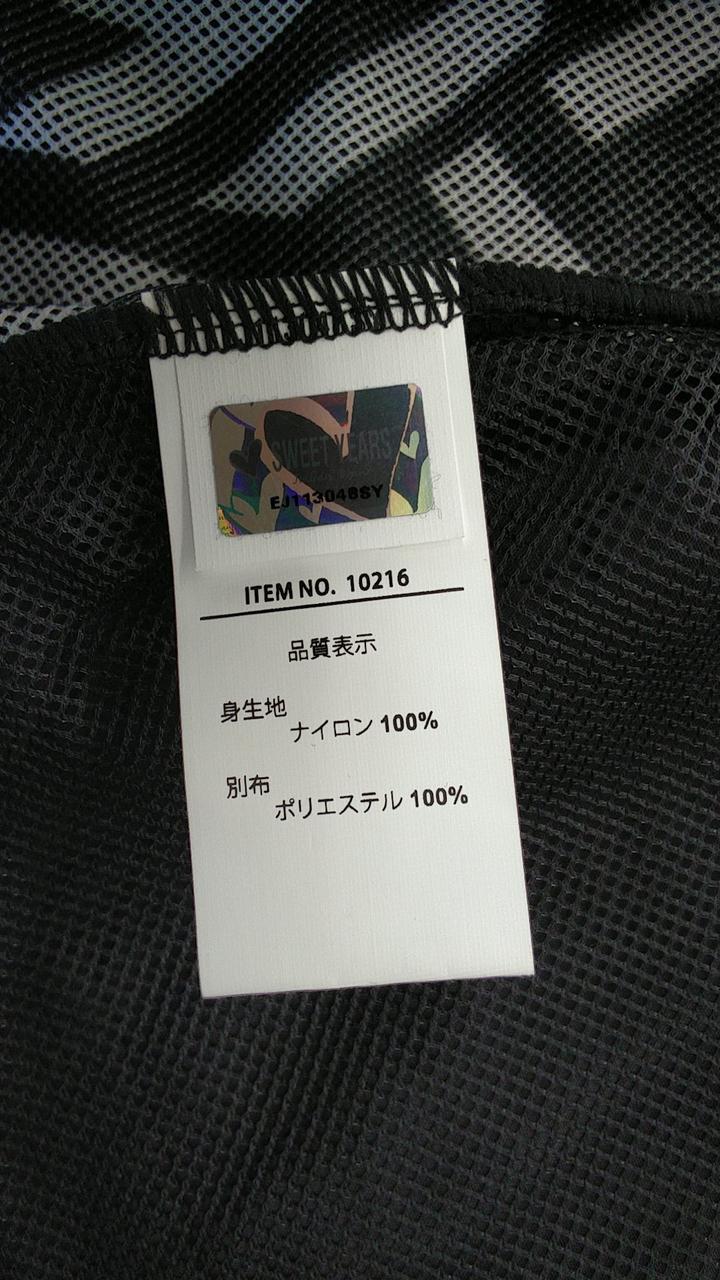 SWEET YEARS
EJ113048SY
ITEM NO. 10216
品質表示
身生地
ナイロン 100%
別布
ポリエステル 100%